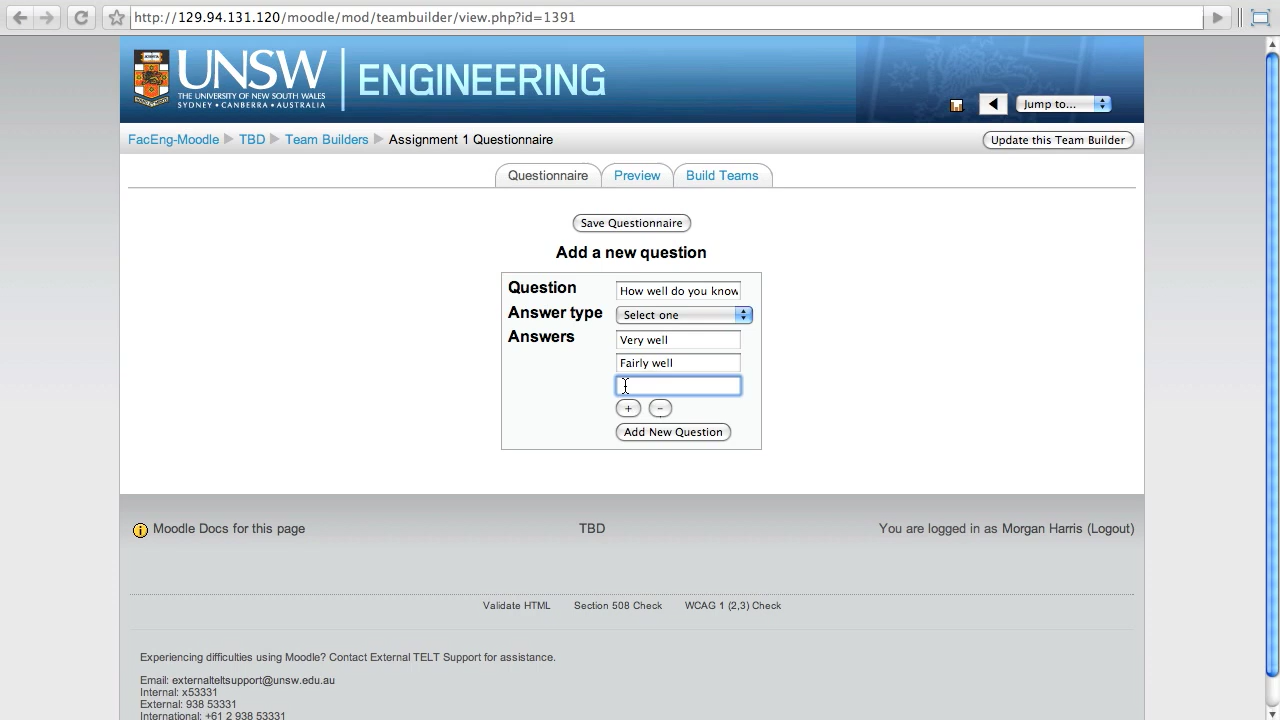 http://129.94.131.120/moodle/mod/teambuilder/view.php?id=1391
UNSW
THE UNIVERSITY OF NEW SOUTH WALES
SYDNEY • CANBERRA • AUSTRALIA
ENGINEERING
Jump to...
FacEng-Moodle TBD Team Builders Assignment 1 Questionnaire
Update this Team Builder
Questionnaire Preview Build Teams
Save Questionnaire
Add a new question
Question How well do you know
Answer type Select one
Answers Very well
Fairly well
+ -
Add New Question
Moodle Docs for this page TBD You are logged in as Morgan Harris (Logout)
Validate HTML Section 508 Check WCAG 1 (2,3) Check
Experiencing difficulties using Moodle? Contact External TELT Support for assistance.
Email: externalteltsupport@unsw.edu.au
Internal: x53331
External: 938 53331
International: +61 2 938 53331